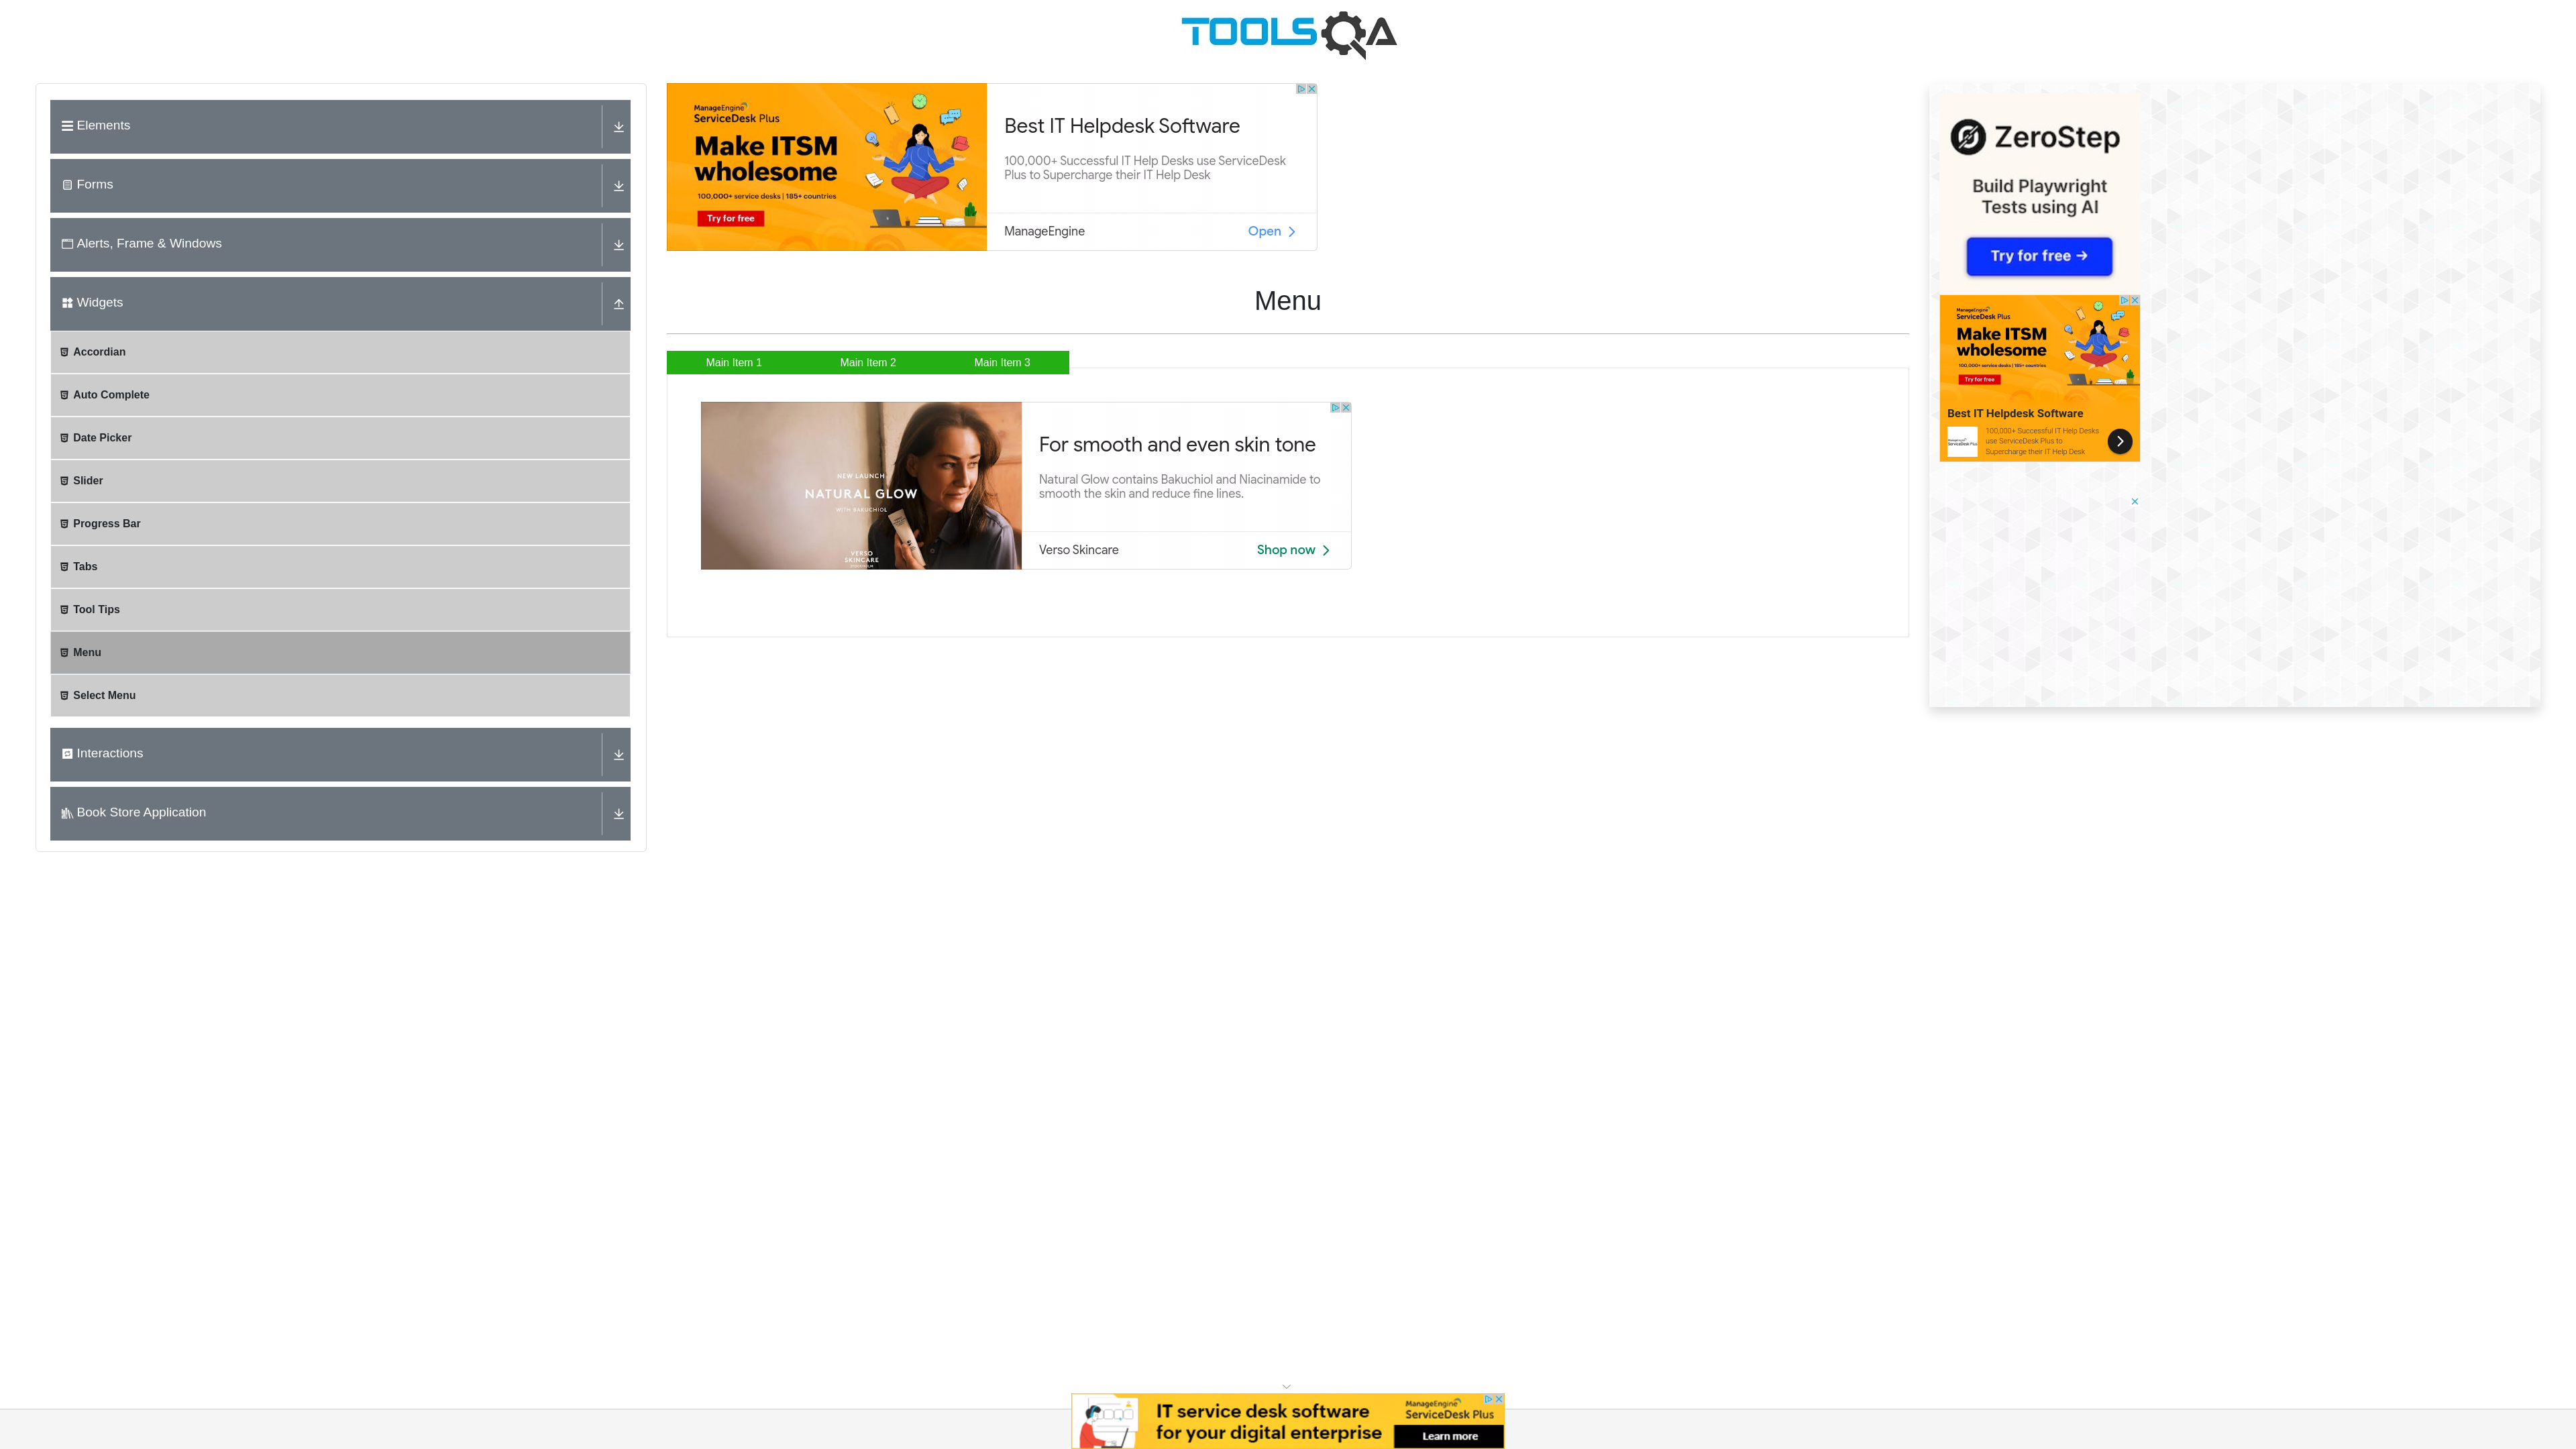 TOOLSQA
Elements
Forms
Alerts, Frame & Windows
Widgets
Accordian
Auto Complete
Date Picker
Slider
Progress Bar
Tabs
Tool Tips
Menu
Select Menu
Interactions
Book Store Application
ManageEngine
ServiceDesk Plus
Make ITSM
wholesome
100,000+ service desks | 185+ countries
Try for free
Best IT Helpdesk Software
100,000+ Successful IT Help Desks use ServiceDesk
Plus to Supercharge their IT Help Desk
ManageEngine
Open
Menu
Main Item 1
Main Item 2
Main Item 3
NEW LAUNCH
NATURAL GLOW
WITH BAKUCHIOL
VERSO
SKINCARE
For smooth and even skin tone
Natural Glow contains Bakuchiol and Niacinamide to
smooth the skin and reduce fine lines.
Verso Skincare
Shop now
ZeroStep
Build Playwright
Tests using AI
Try for free →
ManageEngine
ServiceDesk Plus
Make ITSM
wholesome
100,000+ service desks | 185+ countries
Try for free
Best IT Helpdesk Software
100,000+ Successful IT Help Desks
use ServiceDesk Plus to
Supercharge their IT Help Desk
IT service desk software
for your digital enterprise
ManageEngine
ServiceDesk Plus
Learn more